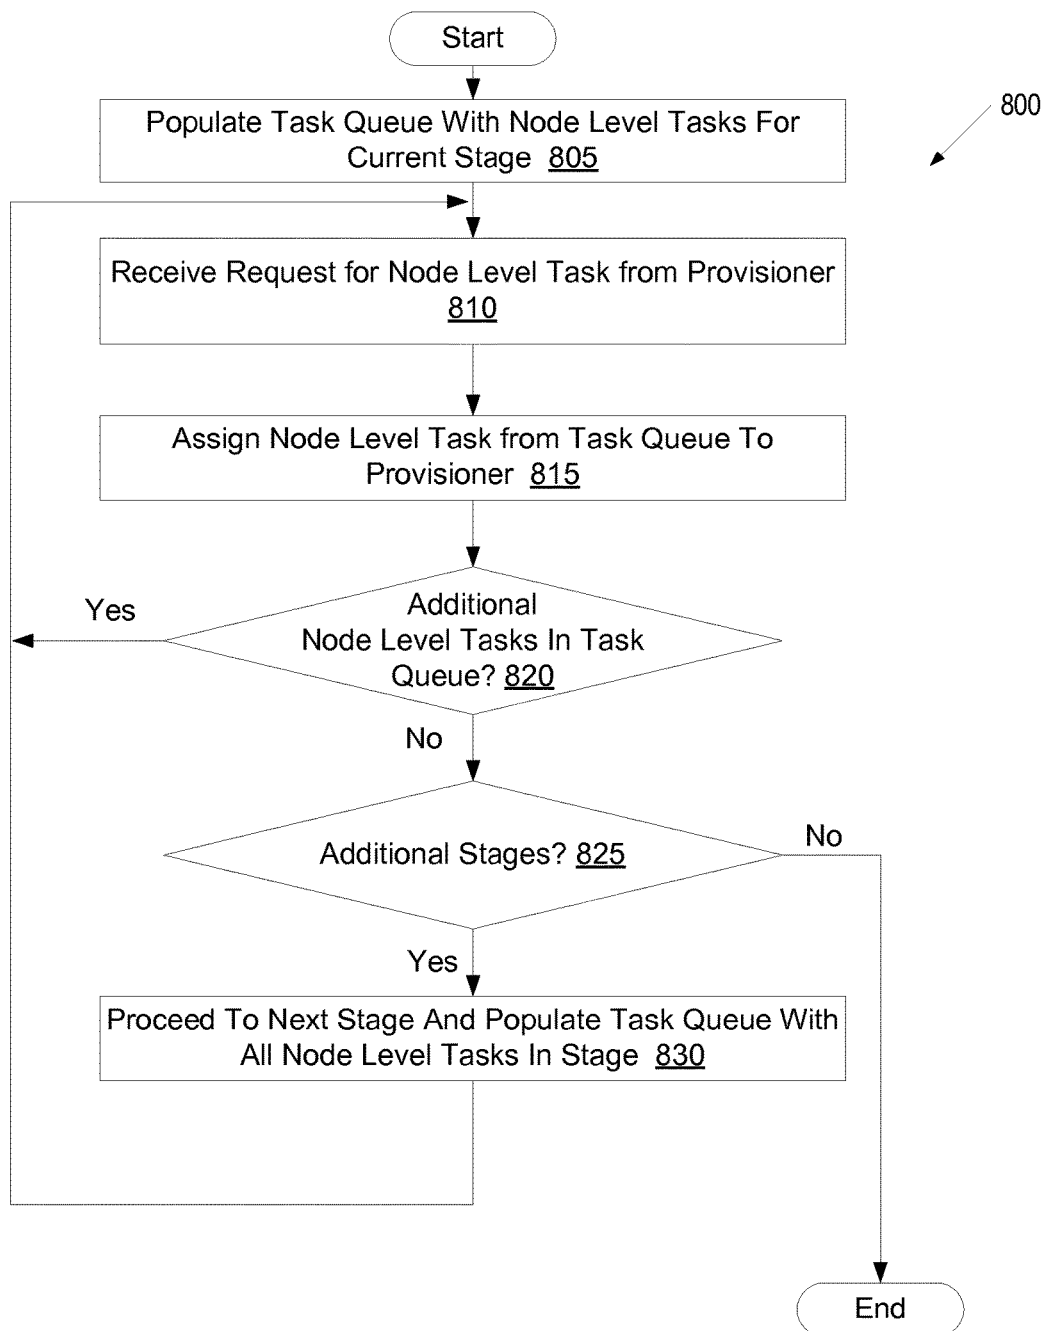 Start
800
Populate Task Queue With Node Level Tasks For
Current Stage 805
Receive Request for Node Level Task from Provisioner
810
Assign Node Level Task from Task Queue To
Provisioner 815
Yes
Additional
Node Level Tasks In Task
Queue? 820
No
Additional Stages? 825
No
Yes
Proceed To Next Stage And Populate Task Queue With
All Node Level Tasks In Stage 830
End